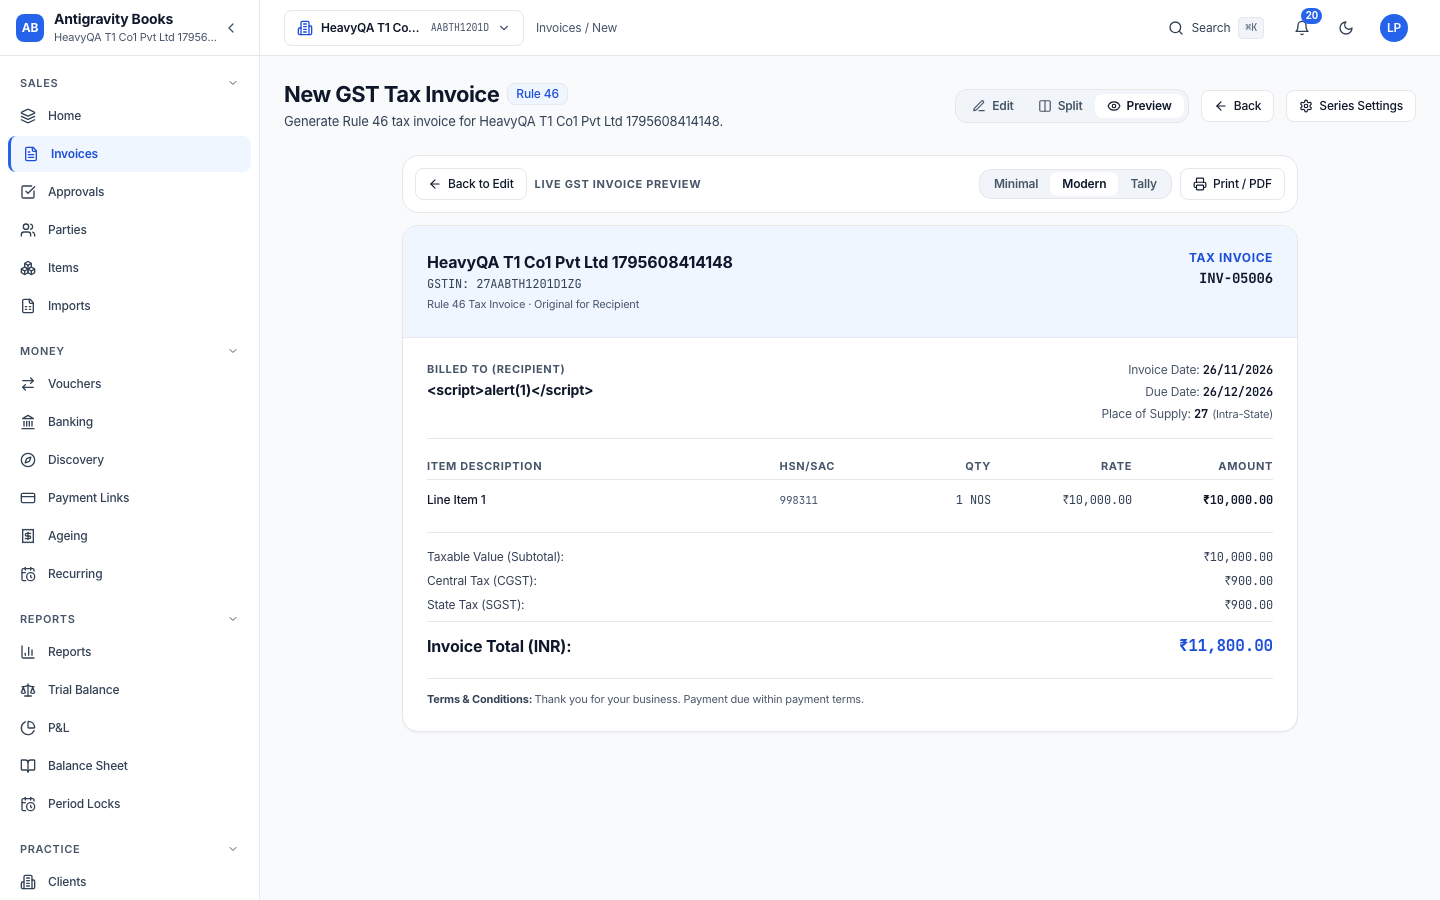 AB
Antigravity Books
HeavyQA T1 Co1 Pvt Ltd 17956...
SALES
Home
Invoices
Approvals
Parties
Items
Imports
MONEY
Vouchers
Banking
Discovery
Payment Links
Ageing
Recurring
REPORTS
Reports
Trial Balance
P&L
Balance Sheet
Period Locks
PRACTICE
Clients
HeavyQA T1 Co... AABTH1201D
Invoices / New
Search ⌘K
20
LP
New GST Tax Invoice Rule 46
Generate Rule 46 tax invoice for HeavyQA T1 Co1 Pvt Ltd 1795608414148.
Edit Split Preview Back Series Settings
Back to Edit LIVE GST INVOICE PREVIEW Minimal Modern Tally Print / PDF
HeavyQA T1 Co1 Pvt Ltd 1795608414148
GSTIN: 27AABTH1201D1ZG
Rule 46 Tax Invoice · Original for Recipient
TAX INVOICE
INV-05006
BILLED TO (RECIPIENT)
<script>alert(1)</script>
Invoice Date: 26/11/2026
Due Date: 26/12/2026
Place of Supply: 27 (Intra-State)
ITEM DESCRIPTION HSN/SAC QTY RATE AMOUNT
Line Item 1 998311 1 NOS ₹10,000.00 ₹10,000.00
Taxable Value (Subtotal): ₹10,000.00
Central Tax (CGST): ₹900.00
State Tax (SGST): ₹900.00
Invoice Total (INR): ₹11,800.00
Terms & Conditions: Thank you for your business. Payment due within payment terms.